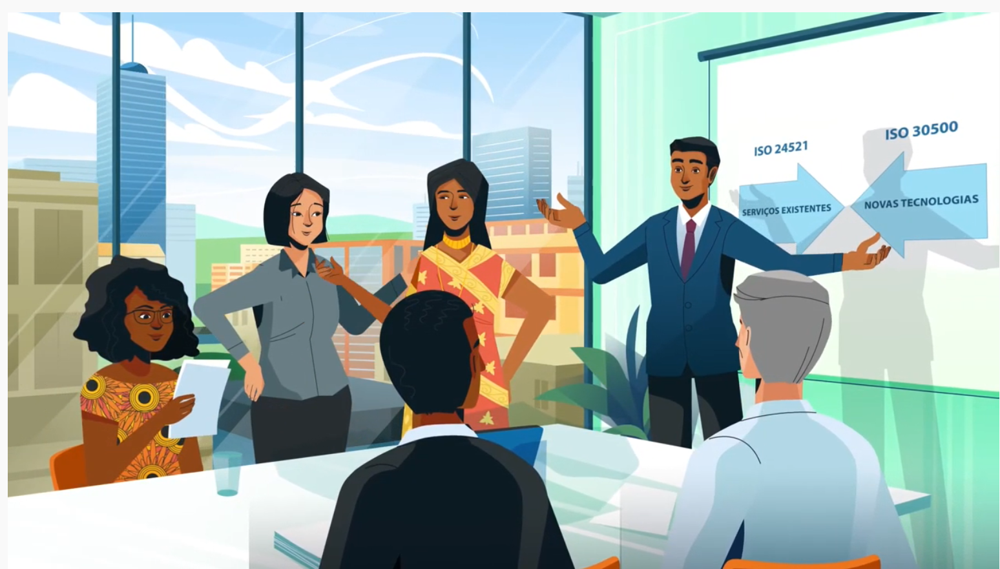 ISO 24521
SERVIÇOS EXISTENTES
ISO 30500
NOVAS TECNOLOGIAS